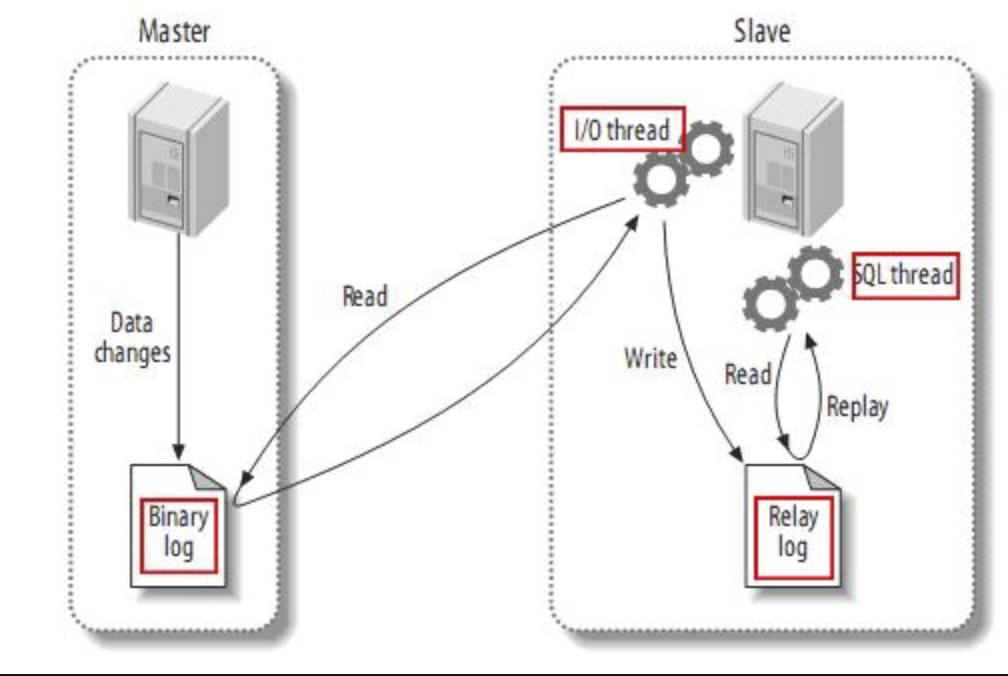 Master
Slave
I/O thread
SQL thread
Read
Data
changes
Write
Read
Replay
Binary
log
Relay
log